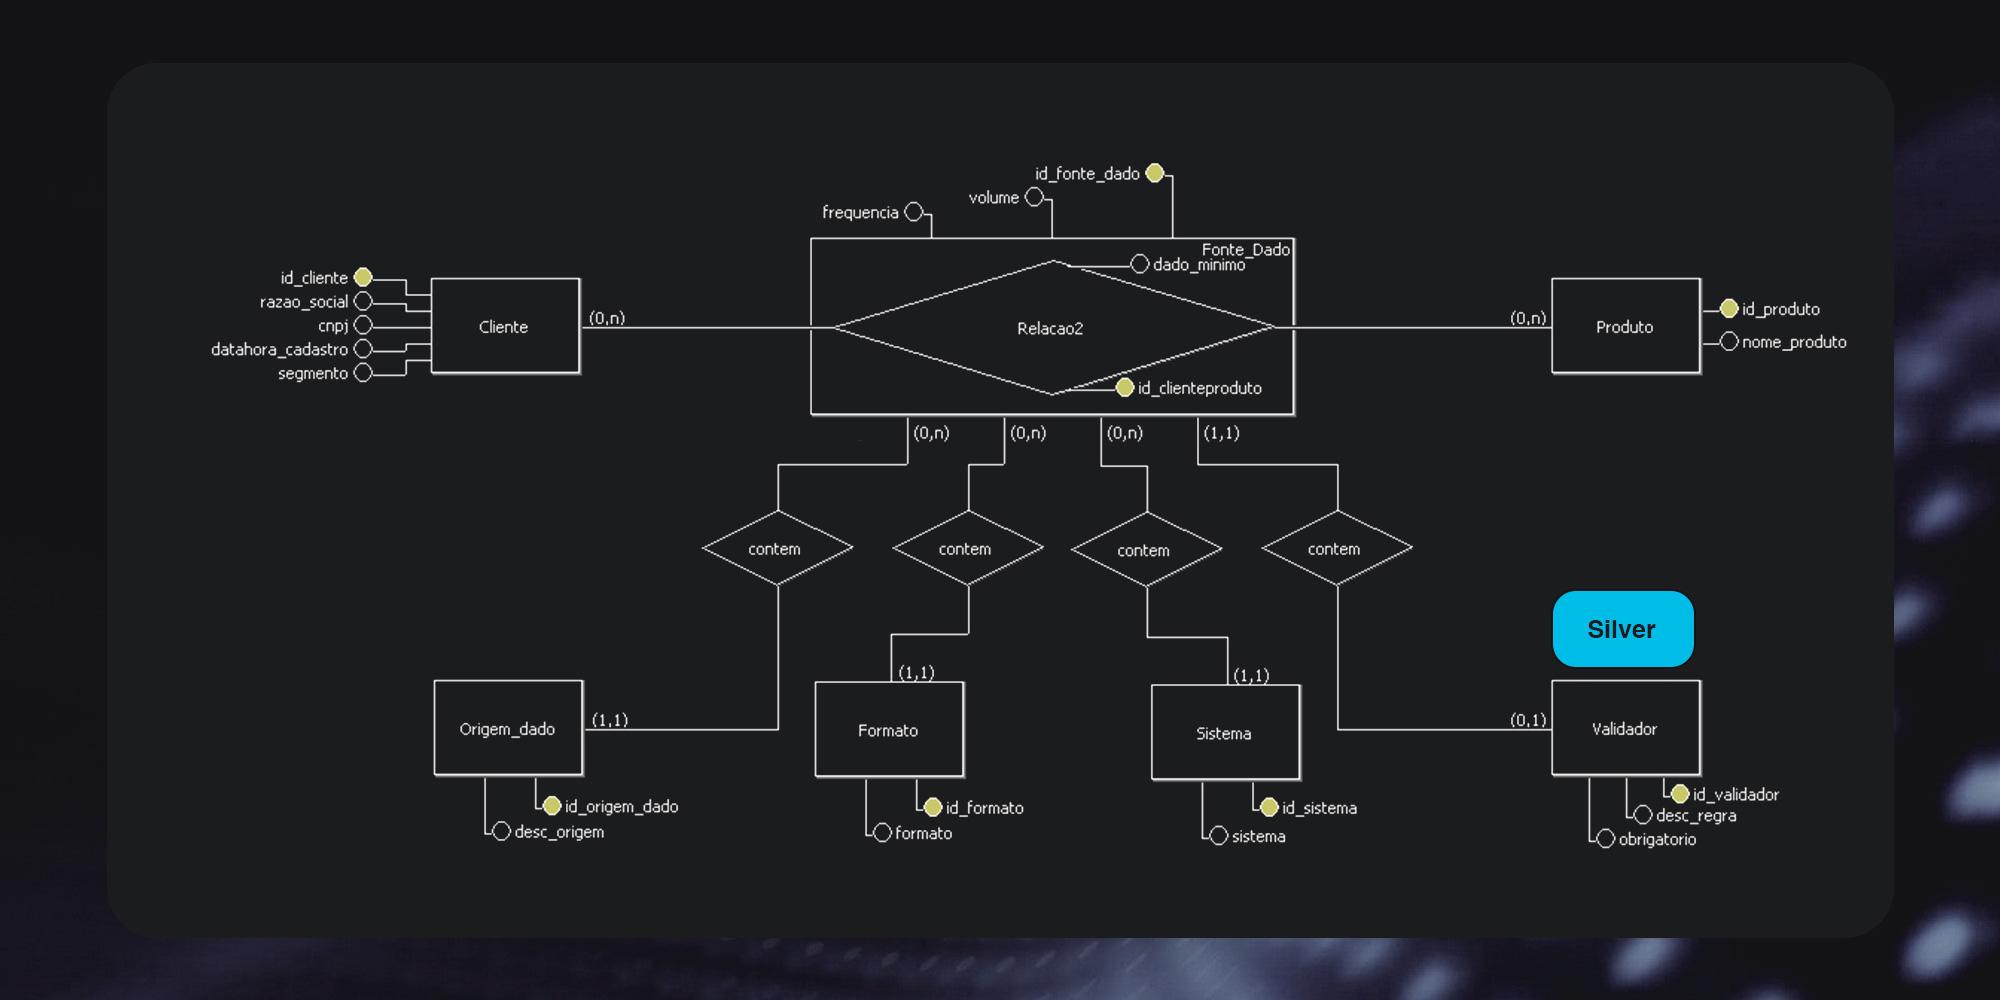 id_fonte_dado
volume
frequencia
Fonte_Dado
dado_minimo
id_cliente
razao_social
cnpj
datahora_cadastro
segmento
Cliente
(0,n)
Relacao2
(0,n)
Produto
id_produto
nome_produto
id_clienteproduto
(0,n)
(0,n)
(0,n)
(1,1)
contem
contem
contem
contem
Silver
(1,1)
(1,1)
(1,1)
(0,1)
Origem_dado
Formato
Sistema
Validador
id_origem_dado
desc_origem
id_formato
formato
id_sistema
sistema
id_validador
desc_regra
obrigatorio